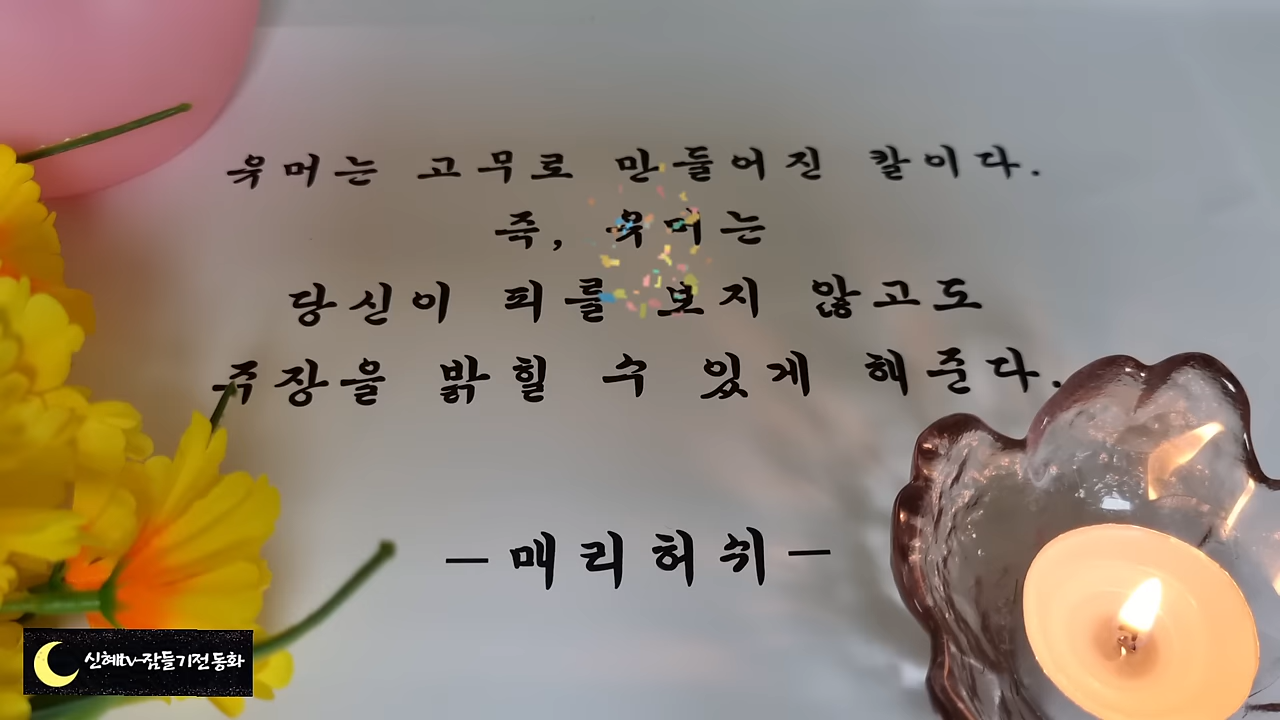 유머는 고무로 만들어진 칼이다.
즉, 유머는
당신이 피를 보지 않고도
주장을 밝힐 수 있게 해준다.
—매리허쉬—
신혜tv-잠들기전동화